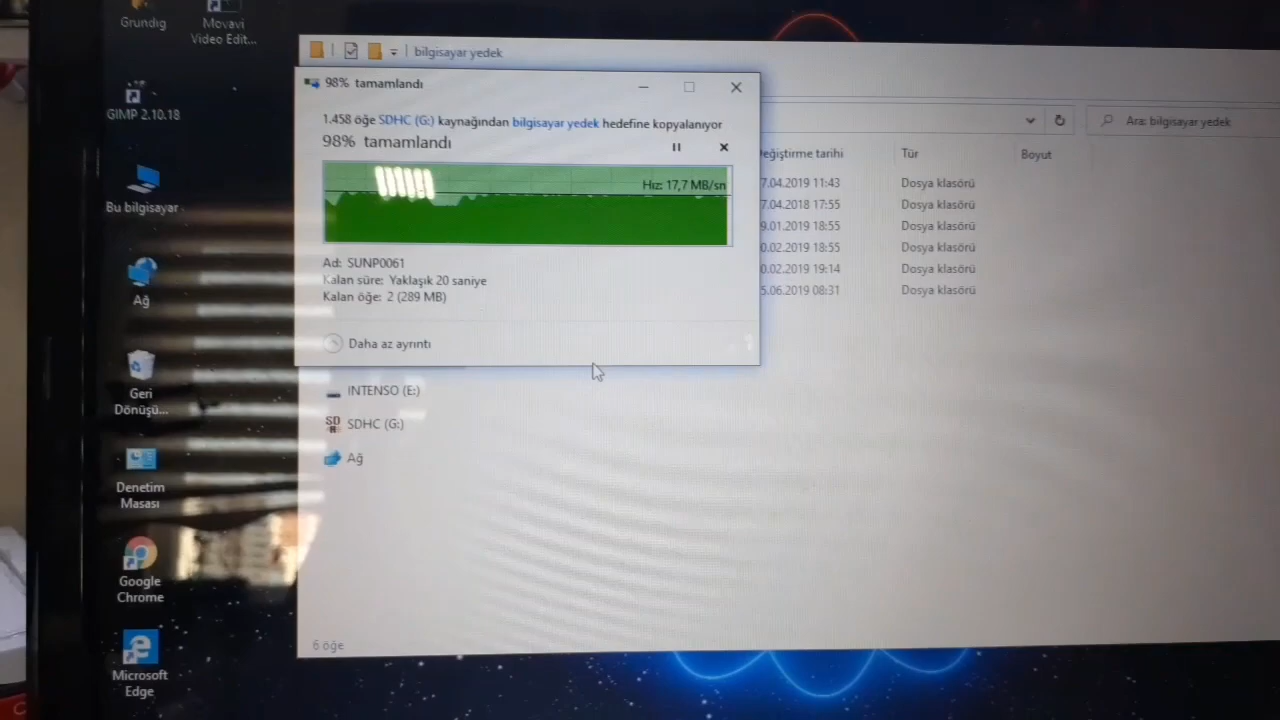 Grundig
Movavi
Video Edit...
GIMP 2.10.18
Bu bilgisayar
Ağ
Geri
Dönüşü...
Denetim
Masası
Google
Chrome
Microsoft
Edge
bilgisayar yedek
98% tamamlandı
1.458 öğe SDHC (G:) kaynağından bilgisayar yedek hedefine kopyalanıyor
98% tamamlandı
Hız: 17,7 MB/sn
Ad: SUNP0061
Kalan süre: Yaklaşık 20 saniye
Kalan öğe: 2 (289 MB)
Daha az ayrıntı
Ara: bilgisayar yedek
eğiştirme tarihi Tür Boyut
7.04.2019 11:43 Dosya klasörü
7.04.2018 17:55 Dosya klasörü
9.01.2019 18:55 Dosya klasörü
0.02.2019 18:55 Dosya klasörü
0.02.2019 19:14 Dosya klasörü
5.06.2019 08:31 Dosya klasörü
INTENSO (E:)
SD
SDHC (G:)
Ağ
6 öğe